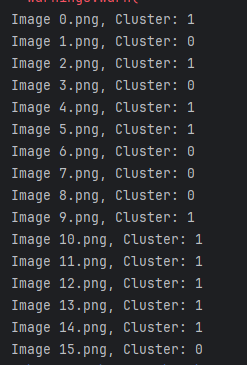 Image 0.png, Cluster: 1
Image 1.png, Cluster: 0
Image 2.png, Cluster: 1
Image 3.png, Cluster: 0
Image 4.png, Cluster: 1
Image 5.png, Cluster: 1
Image 6.png, Cluster: 0
Image 7.png, Cluster: 0
Image 8.png, Cluster: 0
Image 9.png, Cluster: 1
Image 10.png, Cluster: 1
Image 11.png, Cluster: 1
Image 12.png, Cluster: 1
Image 13.png, Cluster: 1
Image 14.png, Cluster: 1
Image 15.png, Cluster: 0